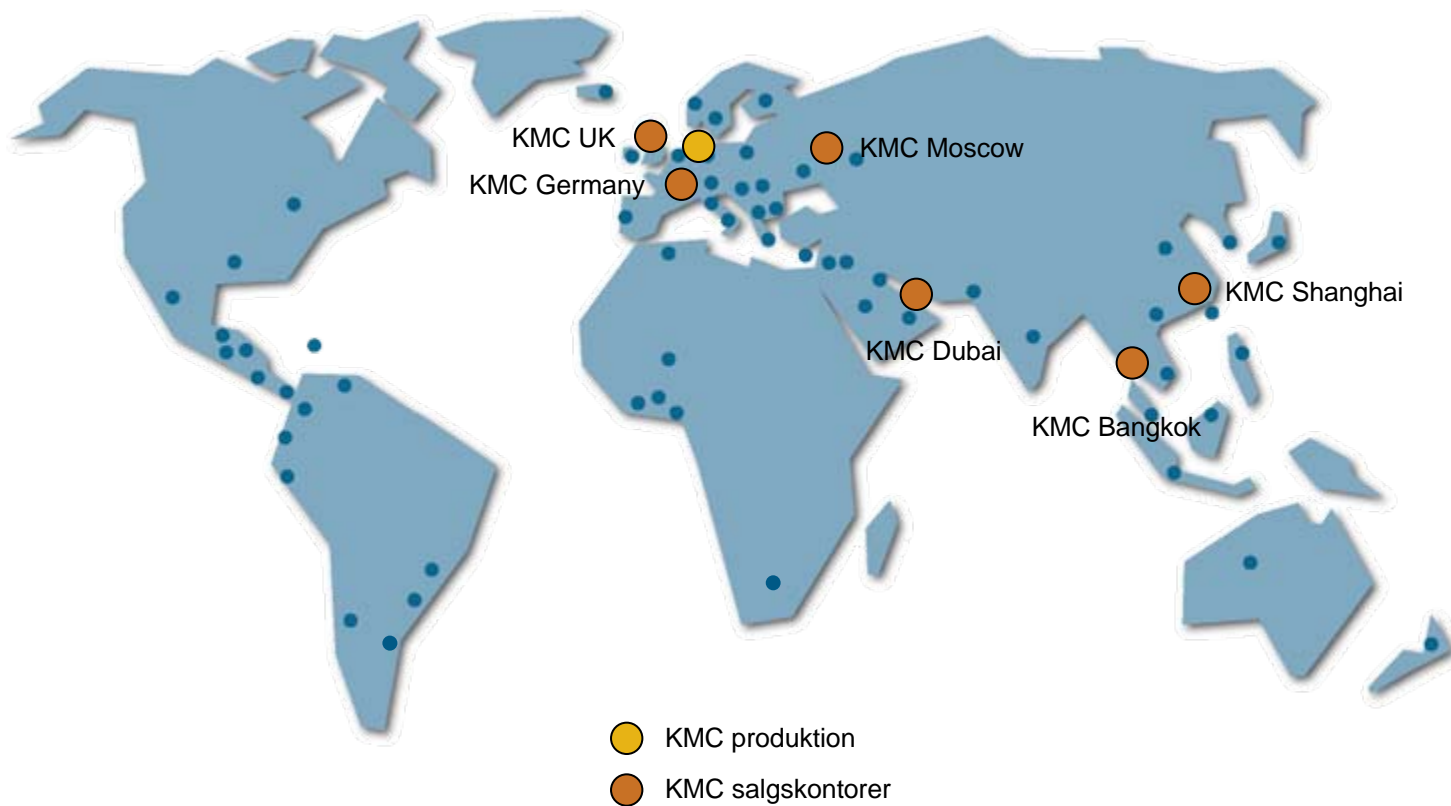 KMC UK
KMC Moscow
KMC Germany
KMC Shanghai
KMC Dubai
KMC Bangkok
KMC produktion
KMC salgskontorer